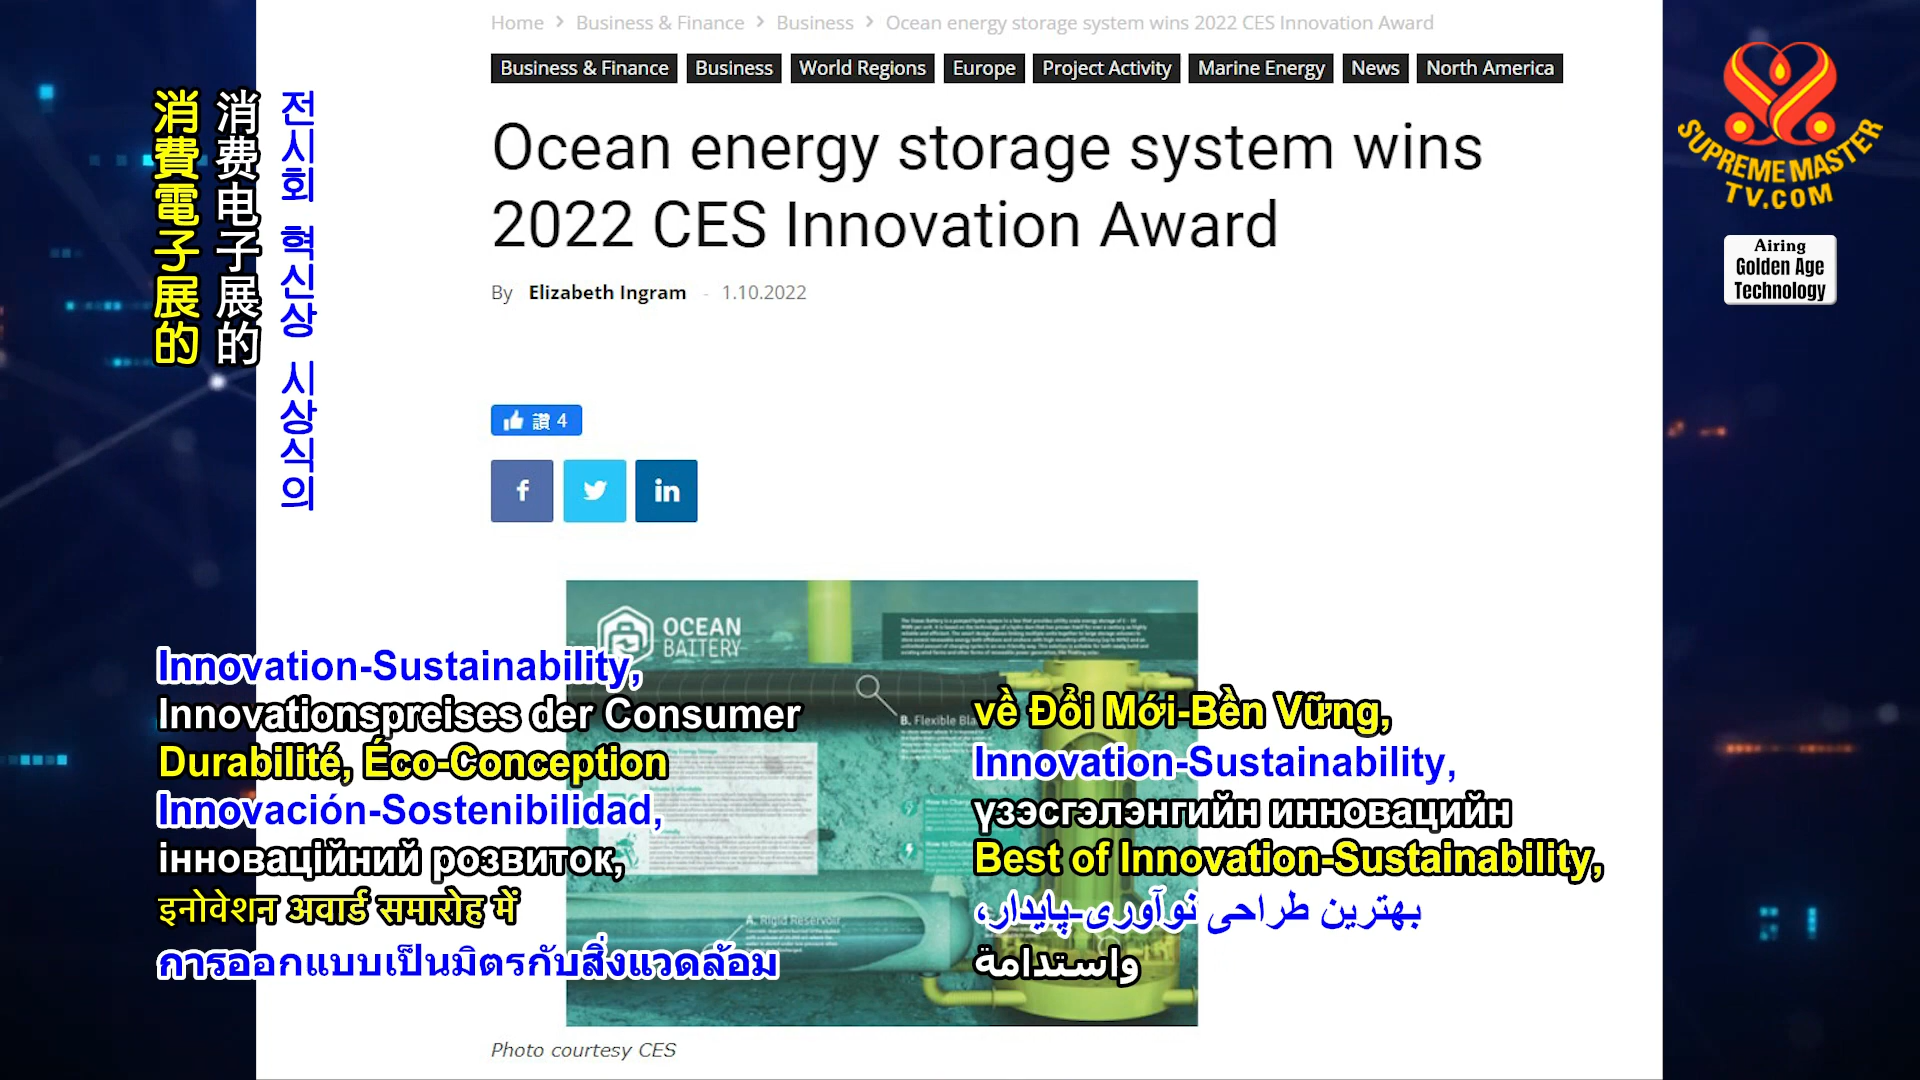 Home > Business & Finance > Business > Ocean energy storage system wins 2022 CES Innovation Award
Business & Finance Business World Regions Europe Project Activity Marine Energy News North America
Ocean energy storage system wins
2022 CES Innovation Award
By Elizabeth Ingram - 1.10.2022
讚 4
f in
SUPREME MASTER
TV.COM
Airing
Golden Age
Technology
消費電子展的
消费电子展的
전시회 혁신상 시상식의
OCEAN
BATTERY
B. Flexible Bla
A. Rigid Reservoir
Innovation-Sustainability,
Innovationspreises der Consumer
Durabilité, Éco-Conception
Innovación-Sostenibilidad,
інноваційний розвиток,
इनोवेशन अवार्ड समारोह में
การออกแบบเป็นมิตรกับสิ่งแวดล้อม
về Đổi Mới-Bền Vững,
Innovation-Sustainability,
үзэсгэлэнгийн инновацийн
Best of Innovation-Sustainability,
بهترین طراحی نوآوری-پایدار،
واستدامة
Photo courtesy CES